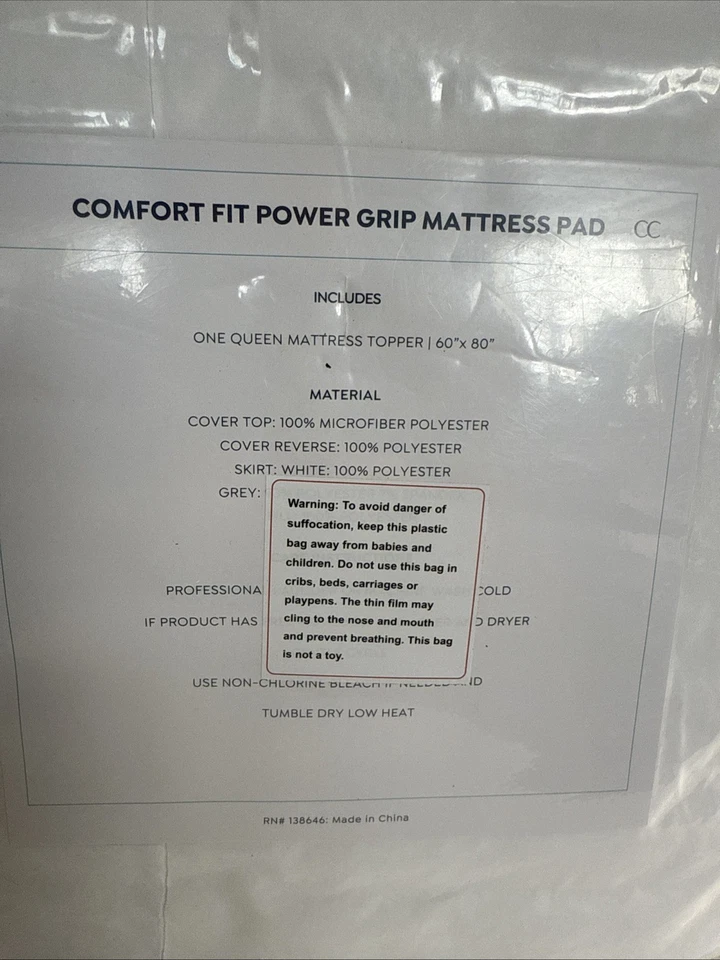 COMFORT FIT POWER GRIP MATTRESS PAD CC
INCLUDES
ONE QUEEN MATTRESS TOPPER | 60"x 80"
MATERIAL
COVER TOP: 100% MICROFIBER POLYESTER
COVER REVERSE: 100% POLYESTER
SKIRT: WHITE: 100% POLYESTER
GREY:
Warning: To avoid danger of
suffocation, keep this plastic
bag away from babies and
children. Do not use this bag in
cribs, beds, carriages or
playpens. The thin film may
cling to the nose and mouth
and prevent breathing. This bag
is not a toy.
COLD
IF PRODUCT HAS DRYER
USE NON-CHLORINE BLEACH IF NEEDED
TUMBLE DRY LOW HEAT
RN# 138646: Made in China